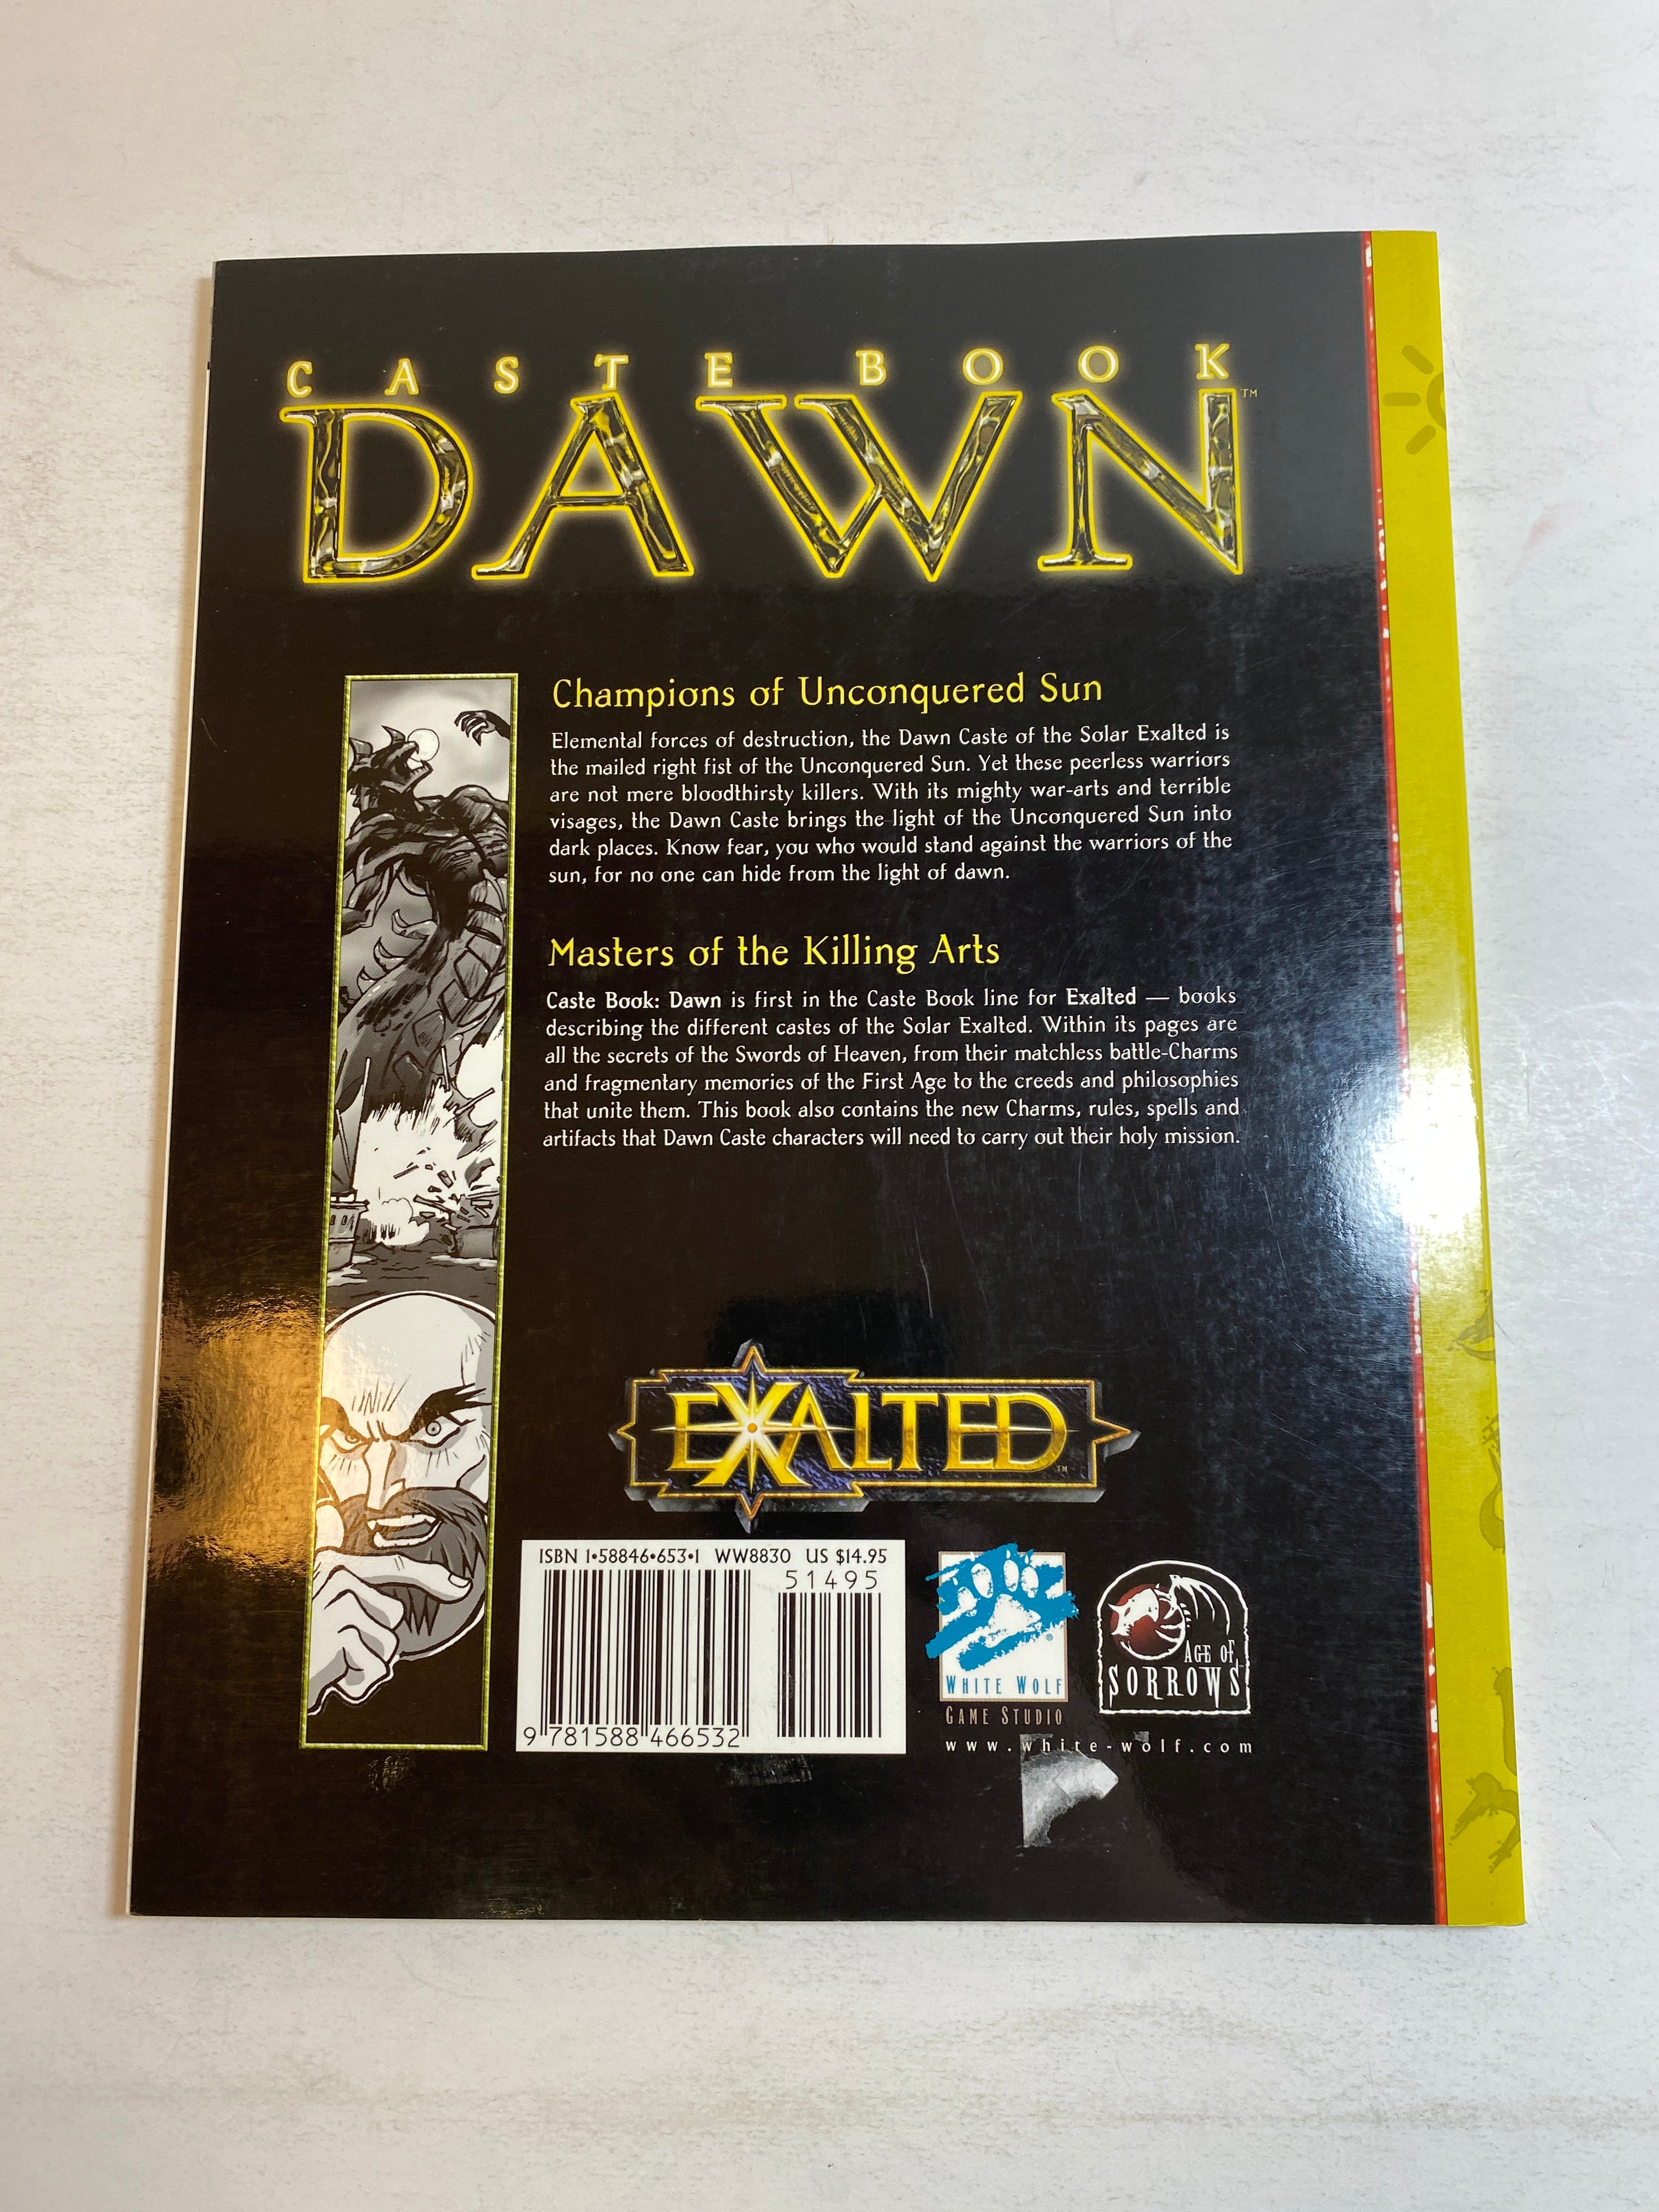 CASTE BOOK
DAWN™
Champions of Unconquered Sun
Elemental forces of destruction, the Dawn Caste of the Solar Exalted is
the mailed right fist of the Unconquered Sun. Yet these peerless warriors
are not mere bloodthirsty killers. With its mighty war-arts and terrible
visages, the Dawn Caste brings the light of the Unconquered Sun into
dark places. Know fear, you who would stand against the warriors of the
sun, for no one can hide from the light of dawn.
Masters of the Killing Arts
Caste Book: Dawn is first in the Caste Book line for Exalted — books
describing the different castes of the Solar Exalted. Within its pages are
all the secrets of the Swords of Heaven, from their matchless battle-Charms
and fragmentary memories of the First Age to the creeds and philosophies
that unite them. This book also contains the new Charms, rules, spells and
artifacts that Dawn Caste characters will need to carry out their holy mission.
EXALTED™
ISBN 1•58846•653•1 WW8830 US $14.95
51495
9 781588 466532
®
WHITE WOLF
GAME STUDIO
AGE OF
SORROWS™
www.white-wolf.com